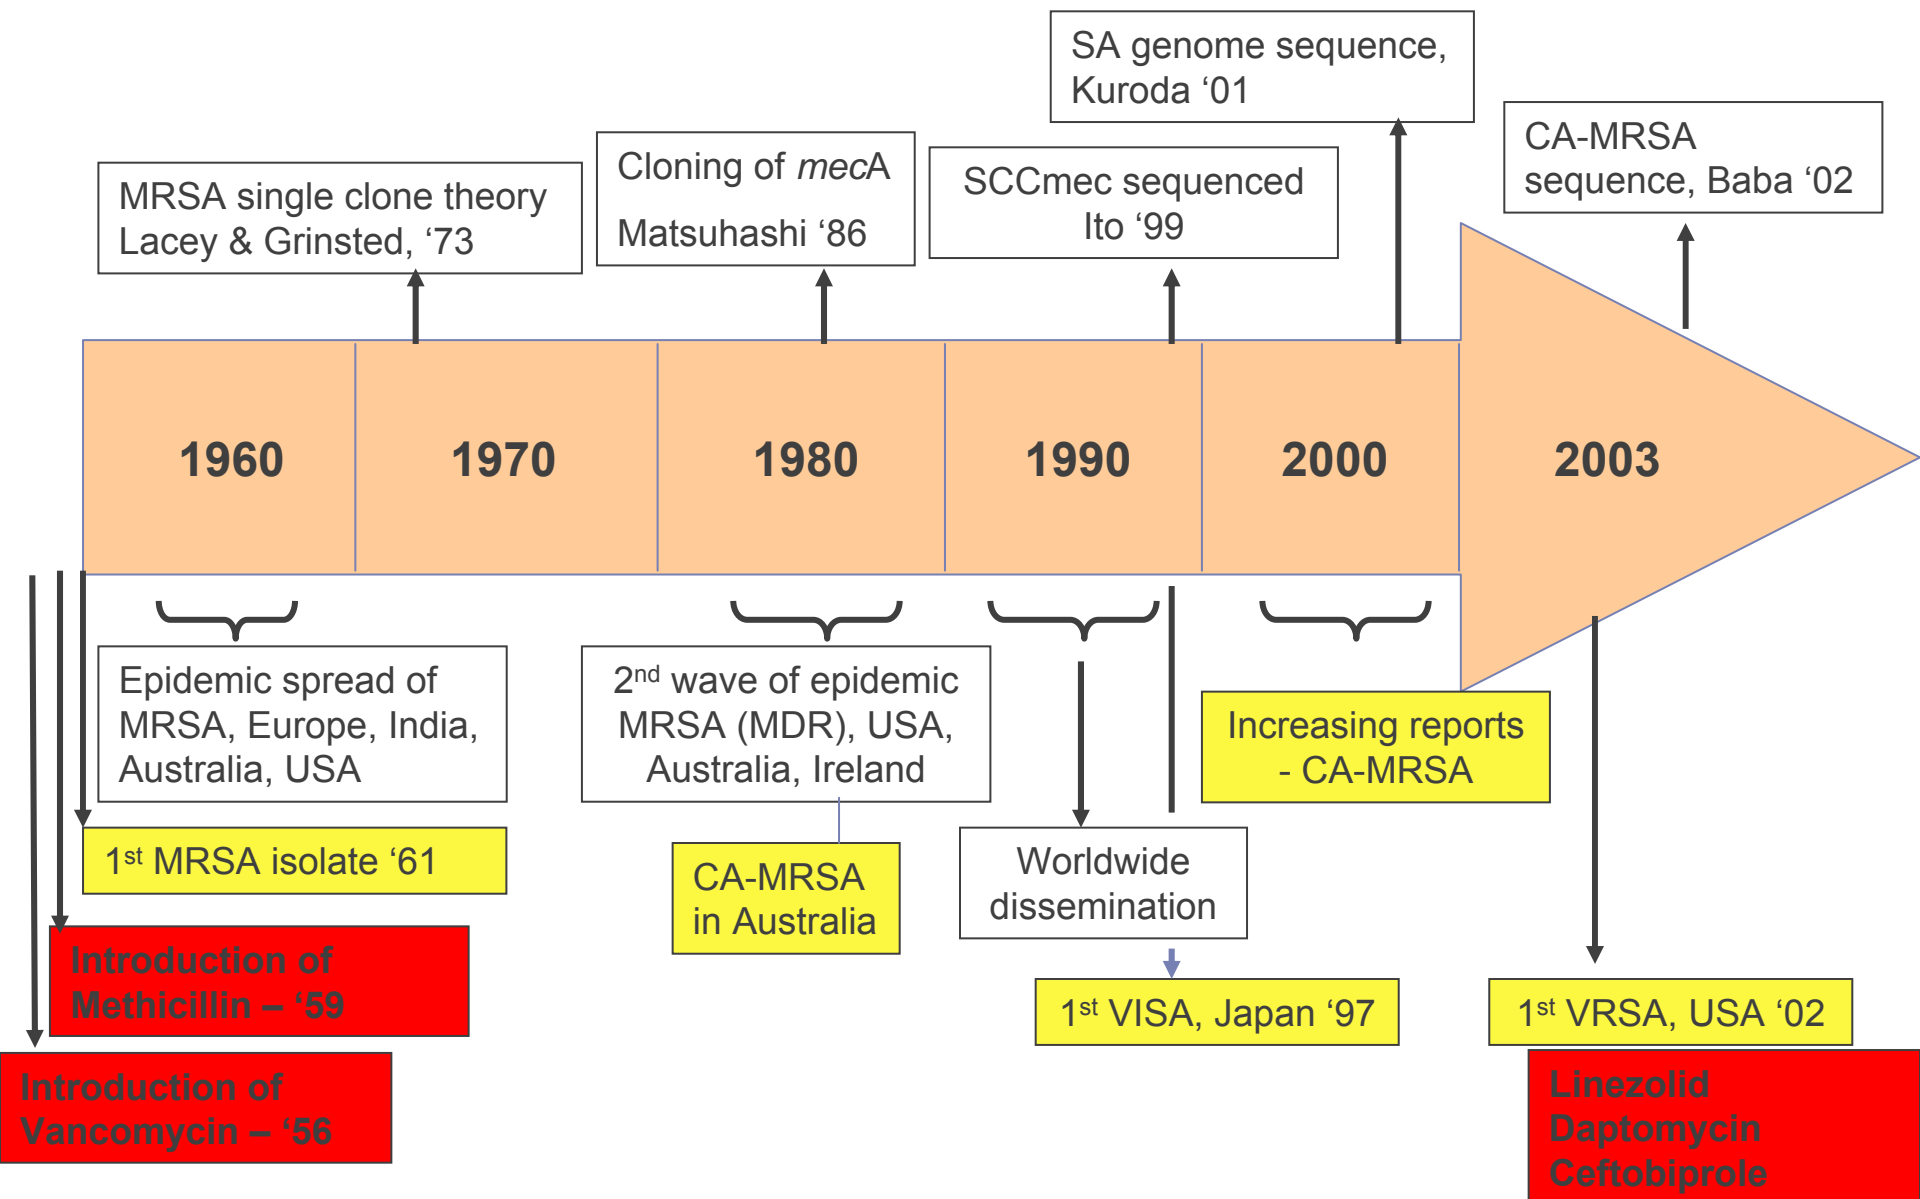 SA genome sequence,
Kuroda ‘01
CA-MRSA
sequence, Baba ‘02
Cloning of mecA
Matsuhashi ‘86
SCCmec sequenced
Ito ‘99
MRSA single clone theory
Lacey & Grinsted, ‘73
1960
1970
1980
1990
2000
2003
Epidemic spread of
MRSA, Europe, India,
Australia, USA
2nd wave of epidemic
MRSA (MDR), USA,
Australia, Ireland
Increasing reports
- CA-MRSA
1st MRSA isolate ‘61
CA-MRSA
in Australia
Worldwide
dissemination
Introduction of
Methicillin – ‘59
1st VISA, Japan ‘97
1st VRSA, USA ‘02
Introduction of
Vancomycin – ‘56
Linezolid
Daptomycin
Ceftobiprole